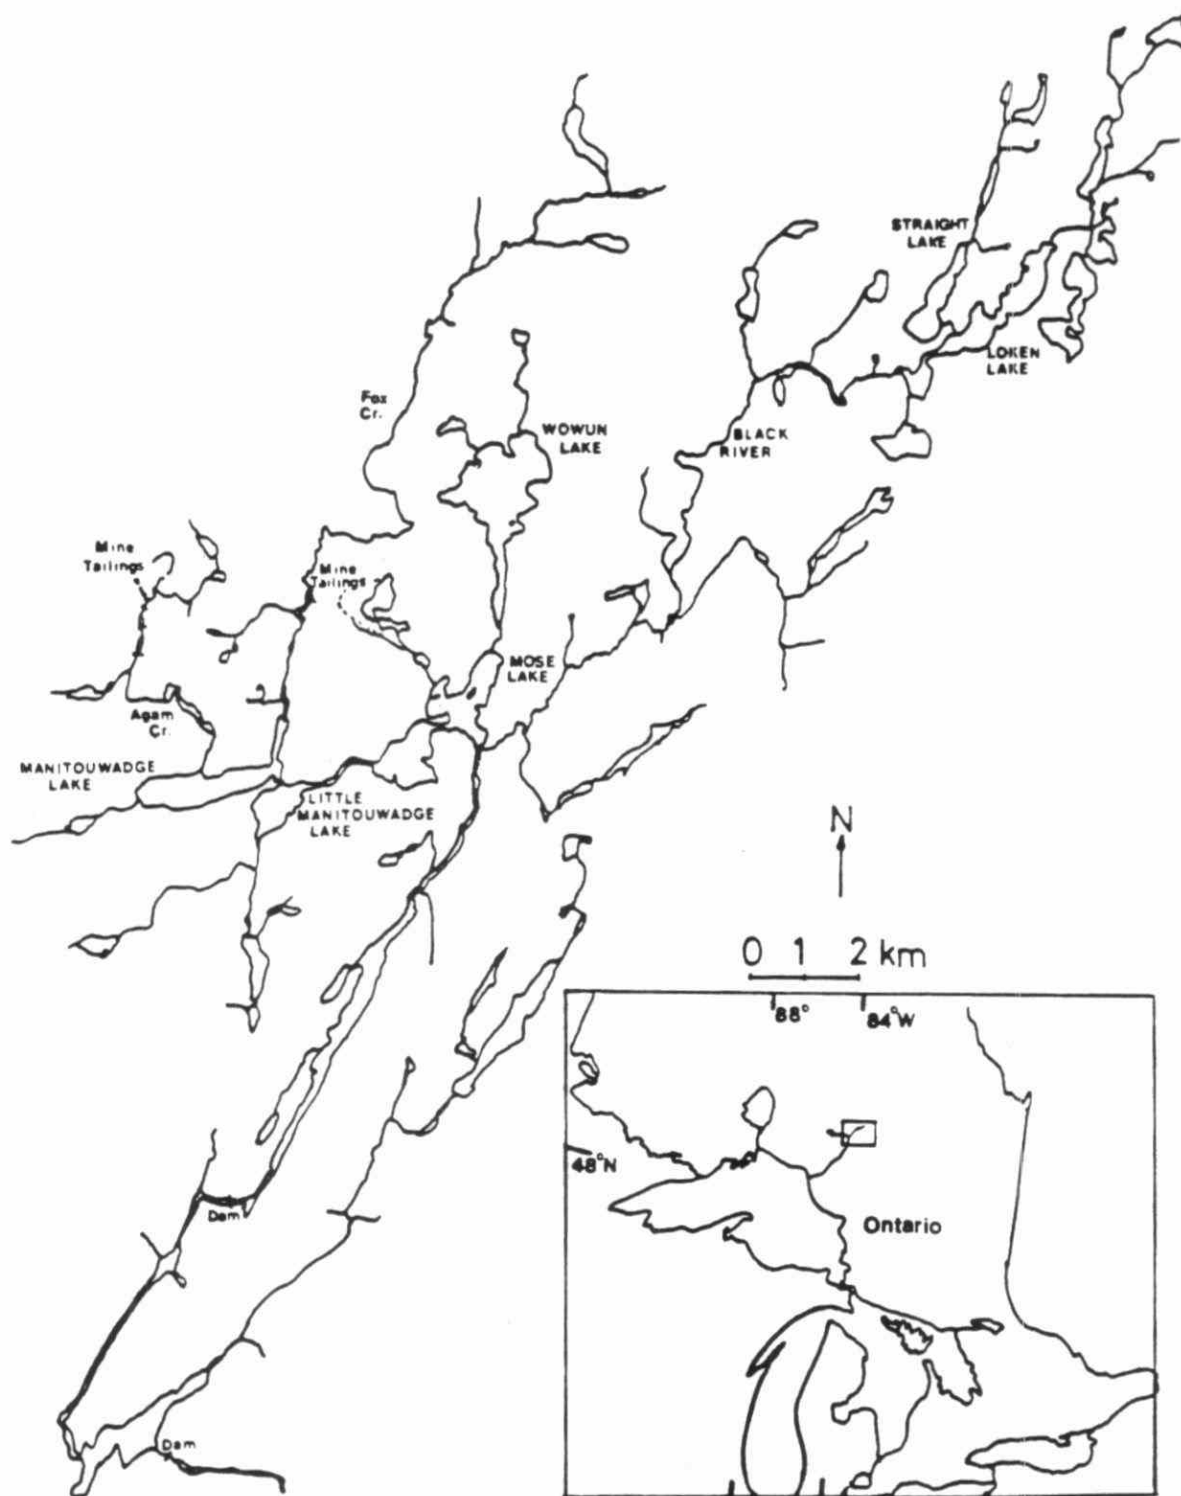 STRAIGHT
LAKE
LOKEN
LAKE
Fox
Cr.
WOWUN
LAKE
BLACK
RIVER
Mine
Tailings
Mine
Tailings
MOSE
LAKE
Agam
Cr.
MANITOUWADGE
LAKE
LITTLE
MANITOUWADGE
LAKE
N
0 1 2 km
88° 84°W
48°N
Ontario
Dam
Dam